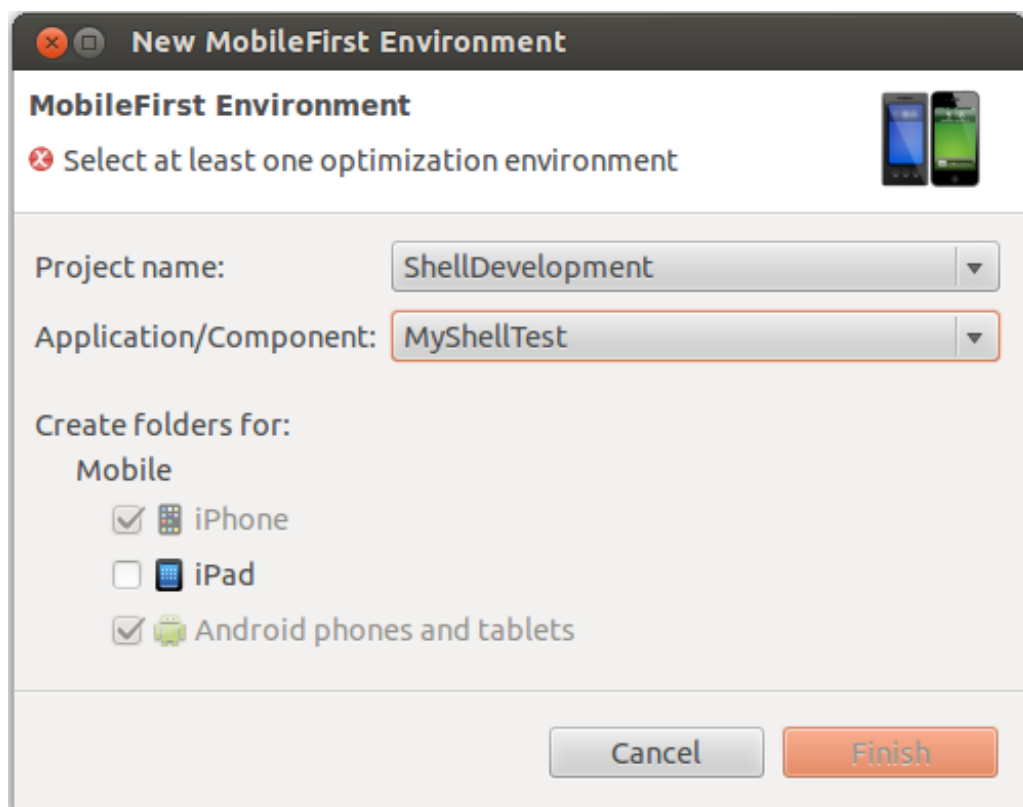 New MobileFirst Environment
MobileFirst Environment
Select at least one optimization environment
Project name: ShellDevelopment
Application/Component: MyShellTest
Create folders for:
Mobile
iPhone
iPad
Android phones and tablets
Cancel Finish